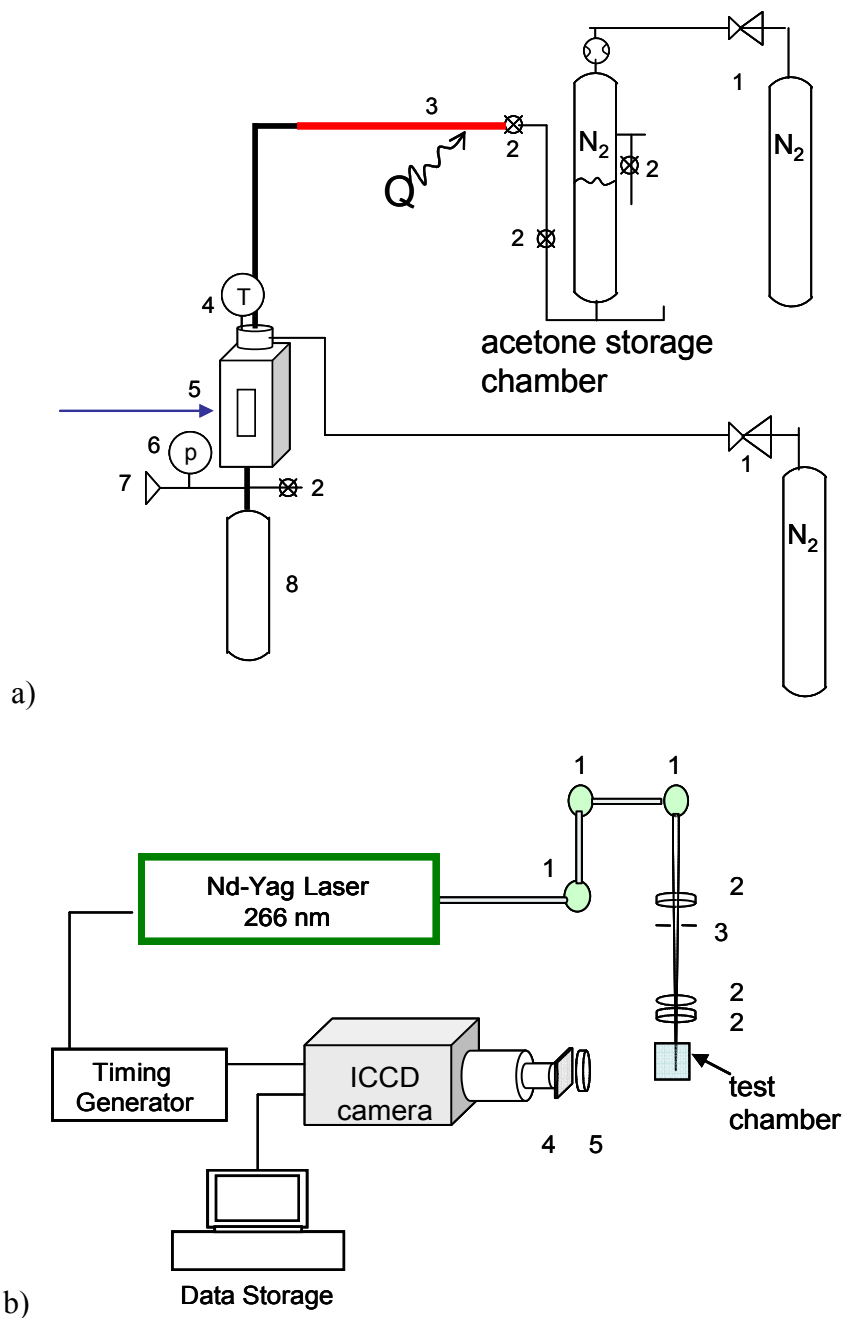 1
3
2
N2
2
N2
2
4
T
acetone storage
chamber
5
6
p
1
7
2
N2
8
Q
a)
1
1
1
Nd-Yag Laser
266 nm
2
3
2
2
Timing
Generator
ICCD
camera
test
chamber
4
5
Data Storage
b)